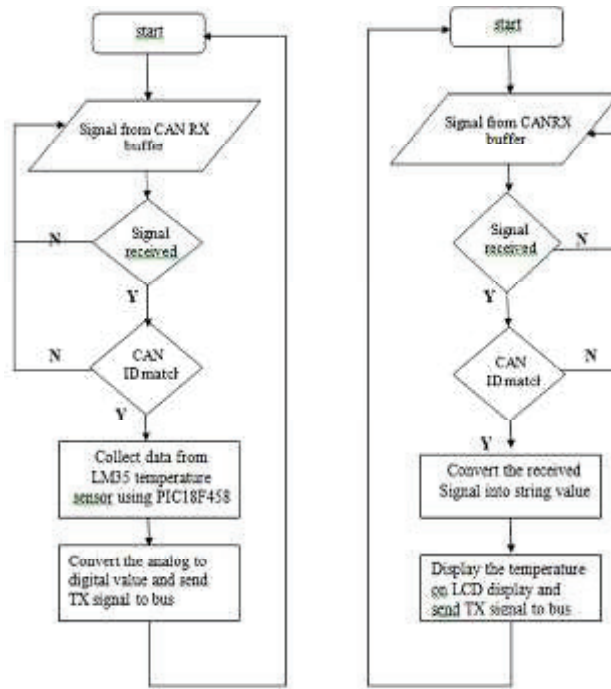 start
Signal from CAN RX
buffer
Signal
received
N
Y
CAN
ID match
N
Y
Collect data from
LM35 temperature
sensor using PIC18F458
Convert the analog to
digital value and send
TX signal to bus
start
Signal from CANRX
buffer
Signal
received
N
Y
CAN
ID match
N
Y
Convert the received
Signal into string value
Display the temperature
on LCD display and
send TX signal to bus